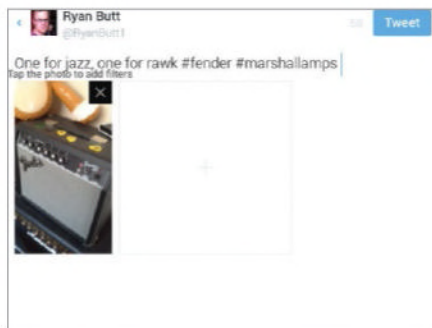 Ryan Butt
@RyanButt1
Tweet
One for jazz, one for rawk #fender #marshallamps
Tap the photo to add filters